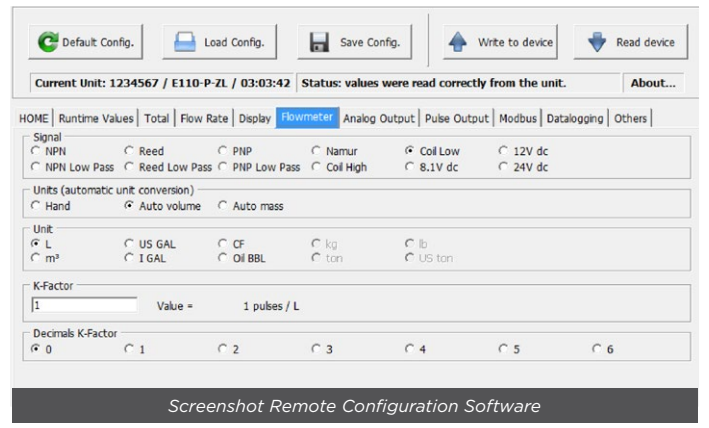 Default Config. Load Config. Save Config. Write to device Read device
Current Unit: 1234567 / E110-P-ZL / 03:03:42 Status: values were read correctly from the unit. About...
HOME Runtime Values Total Flow Rate Display Flowmeter Analog Output Pulse Output Modbus Datalogging Others
Signal
NPN Reed PNP Namur Coil Low 12V dc
NPN Low Pass Reed Low Pass PNP Low Pass Coil High 8.1V dc 24V dc
Units (automatic unit conversion)
Hand Auto volume Auto mass
Unit
L US GAL CF kg lb
m³ I GAL Oil BBL ton US ton
K-Factor
1 Value = 1 pulses / L
Decimals K-Factor
0 1 2 3 4 5 6
Screenshot Remote Configuration Software